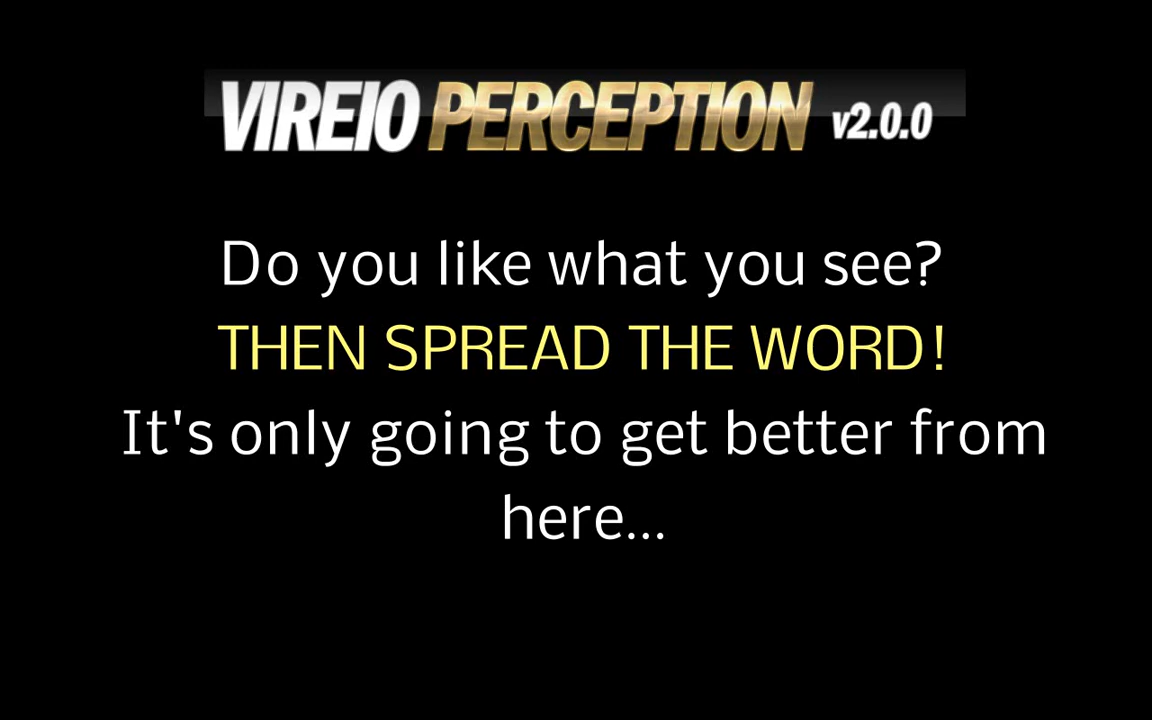 VIREIO PERCEPTION v2.0.0
Do you like what you see?
THEN SPREAD THE WORD!
It's only going to get better from
here...